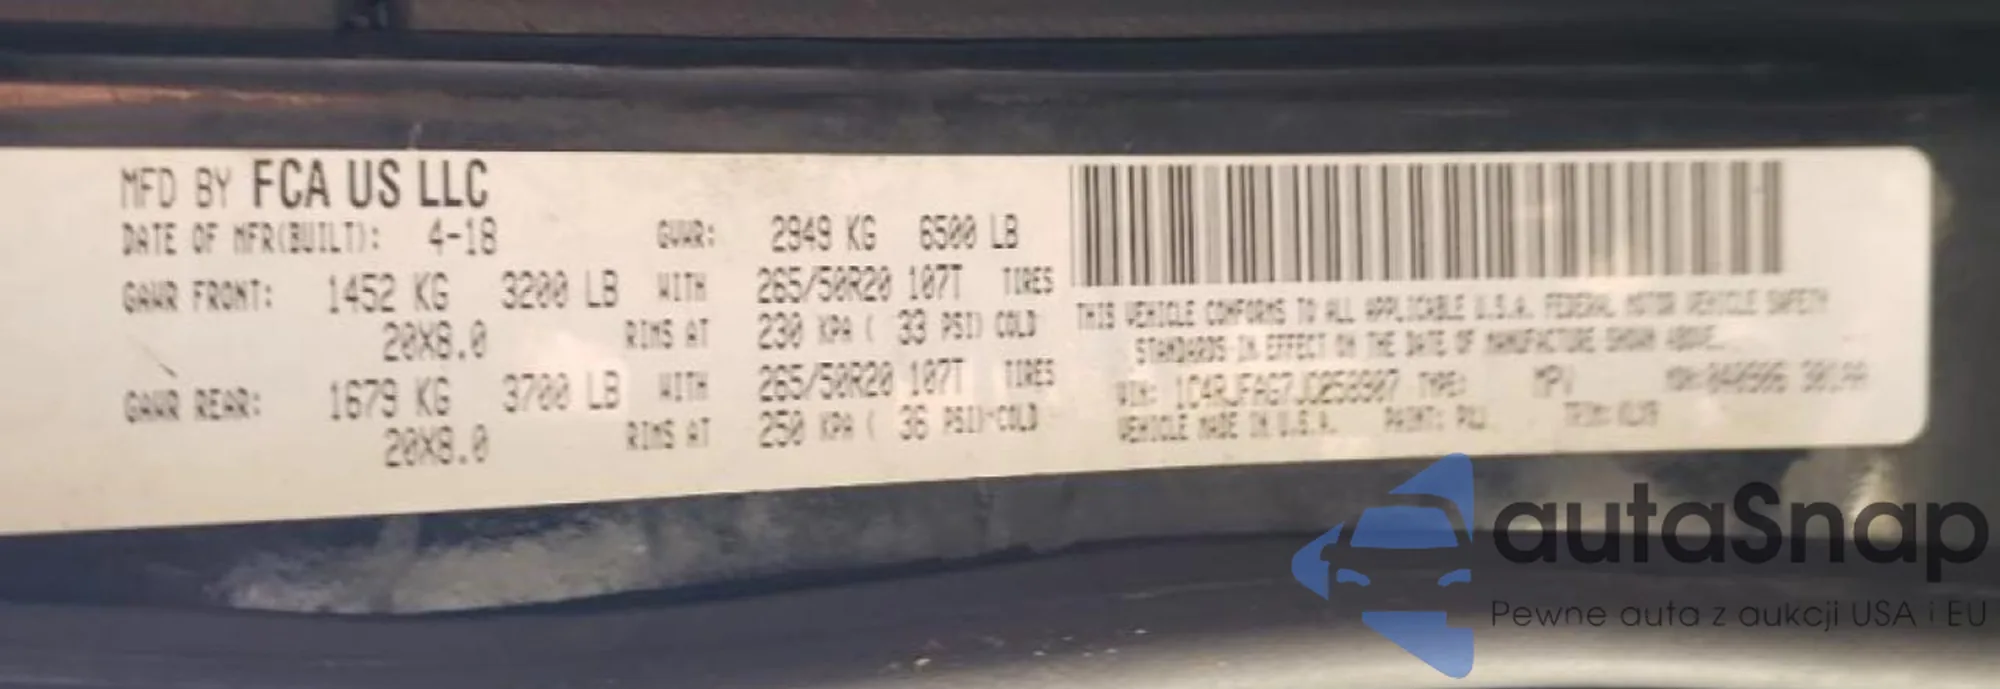 MFD BY FCA US LLC
DATE OF MFR(BUILT): 4-18 GVWR: 2949 KG 6500 LB
GAWR FRONT: 1452 KG 3200 LB WITH 265/50R20 107T TIRES
20X8.0 RIMS AT 230 KPA ( 33 PSI) COLD
GAWR REAR: 1679 KG 3700 LB WITH 265/50R20 107T TIRES
20X8.0 RIMS AT 250 KPA ( 36 PSI) COLD
THIS VEHICLE CONFORMS TO ALL APPLICABLE U.S.A. FEDERAL MOTOR VEHICLE SAFETY
STANDARDS IN EFFECT ON THE DATE OF MANUFACTURE SHOWN ABOVE.
VIN: 1C4RJFAG7JC258907 TYPE: MPV MDH:
VEHICLE MADE IN U.S.A. PAINT: TRIM:
autaSnap
Pewne auta z aukcji USA i EU